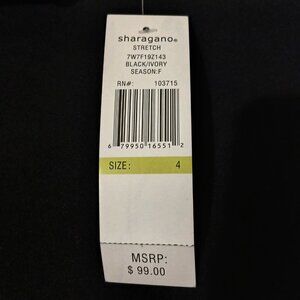 sharagano®
STRETCH
7W7F19Z143
BLACK/IVORY
SEASON:F
RN#: 103715
6 79950 16551 2
SIZE: 4
MSRP:
$ 99.00